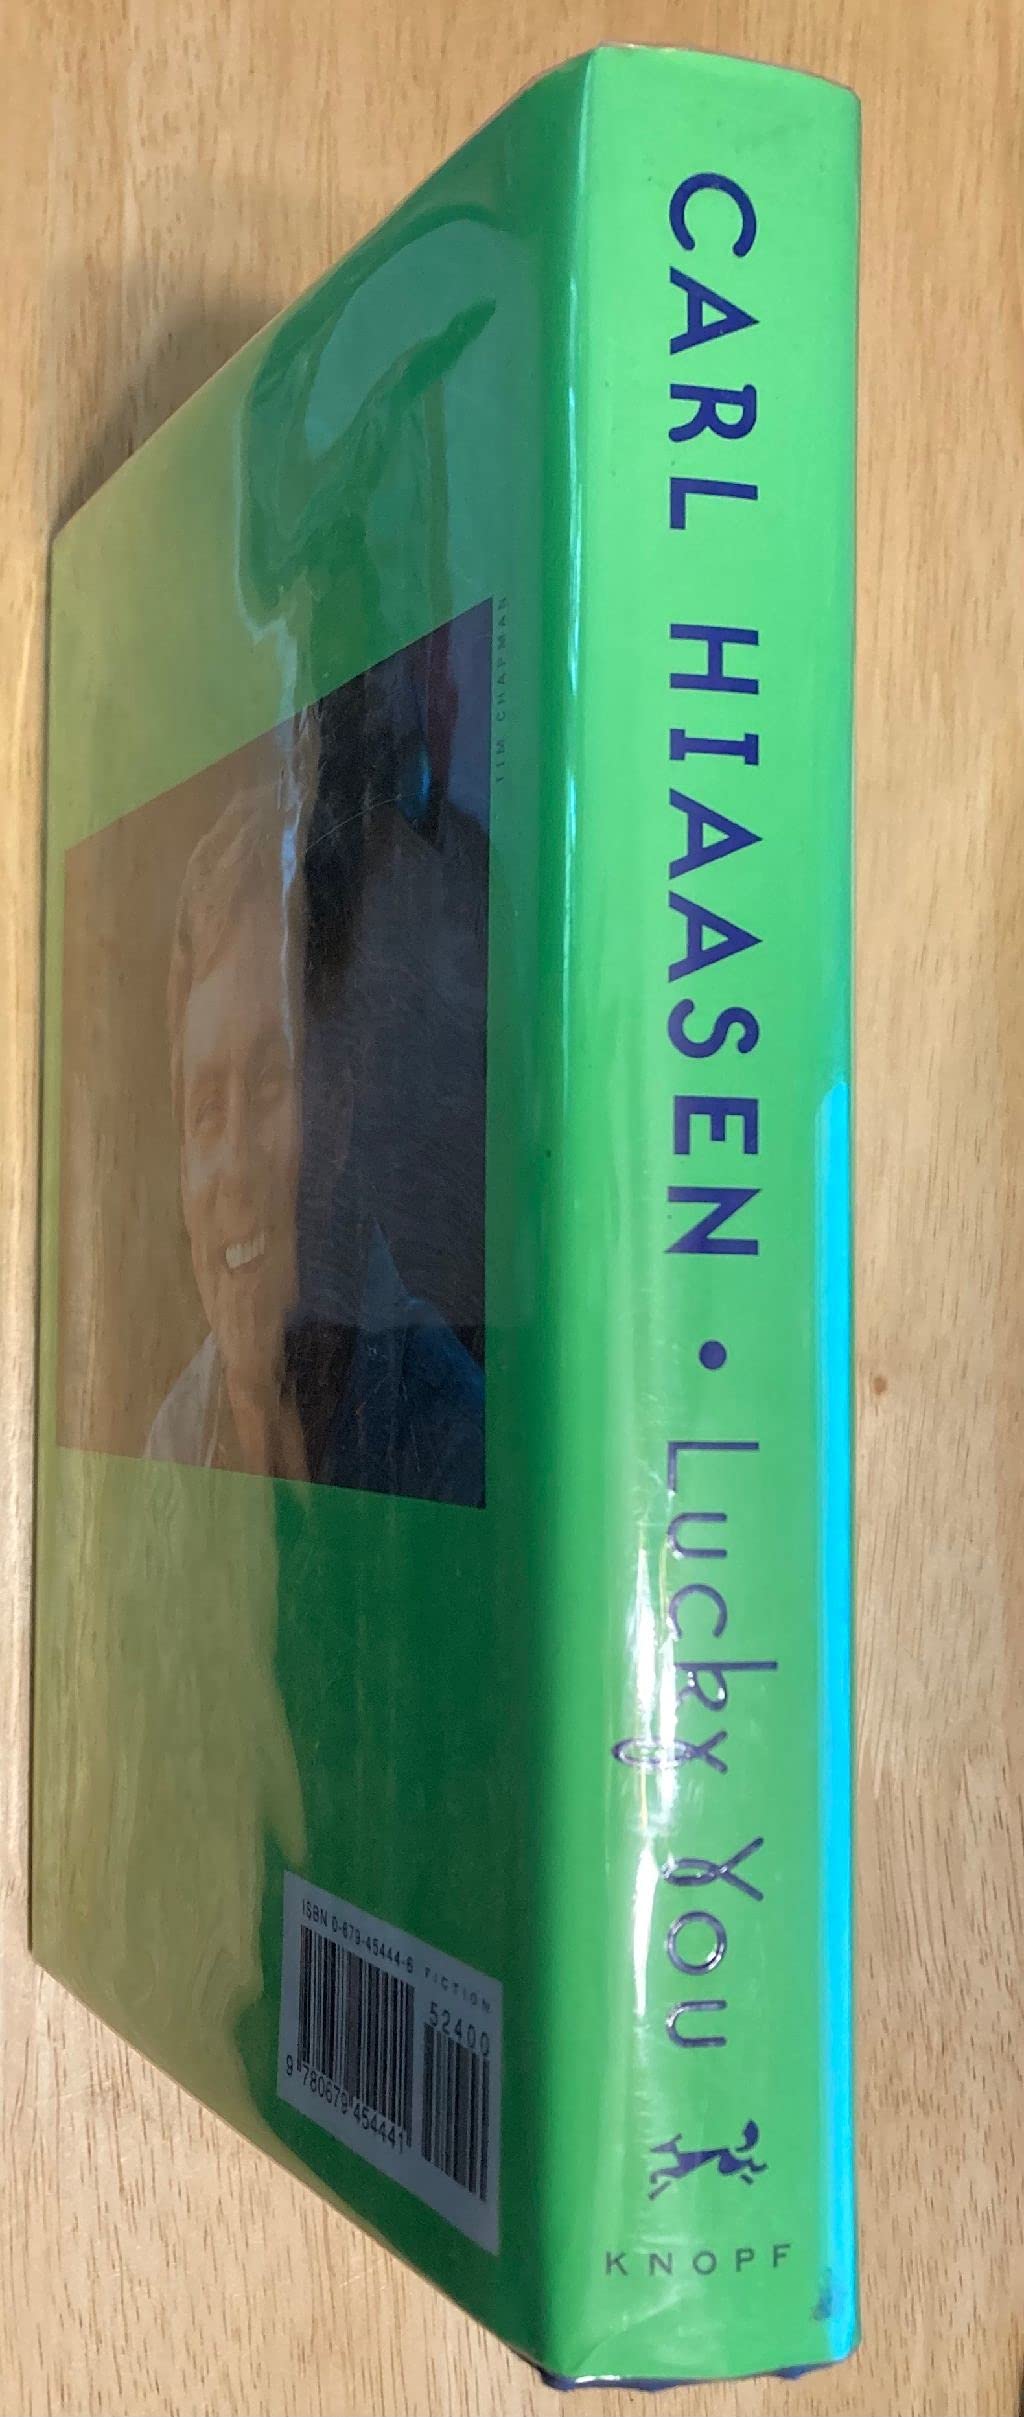 CARL HIAASEN • Lucky You
KNOPF
TIM CHAPMAN
ISBN 0-679-45444-6
FICTION
52400
9 780679 454441